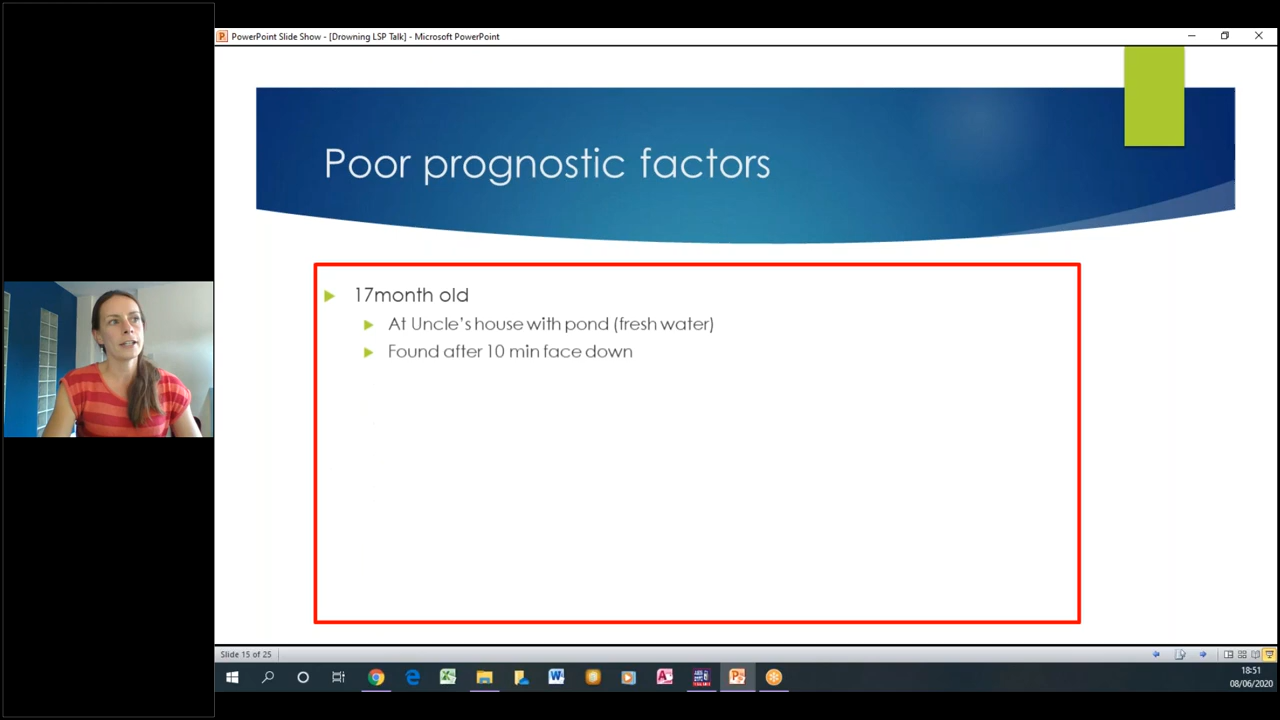 PowerPoint Slide Show - [Drowning LSP Talk] - Microsoft PowerPoint
Poor prognostic factors
17month old
At Uncle's house with pond (fresh water)
Found after 10 min face down
Slide 15 of 25
18:51
08/06/2020